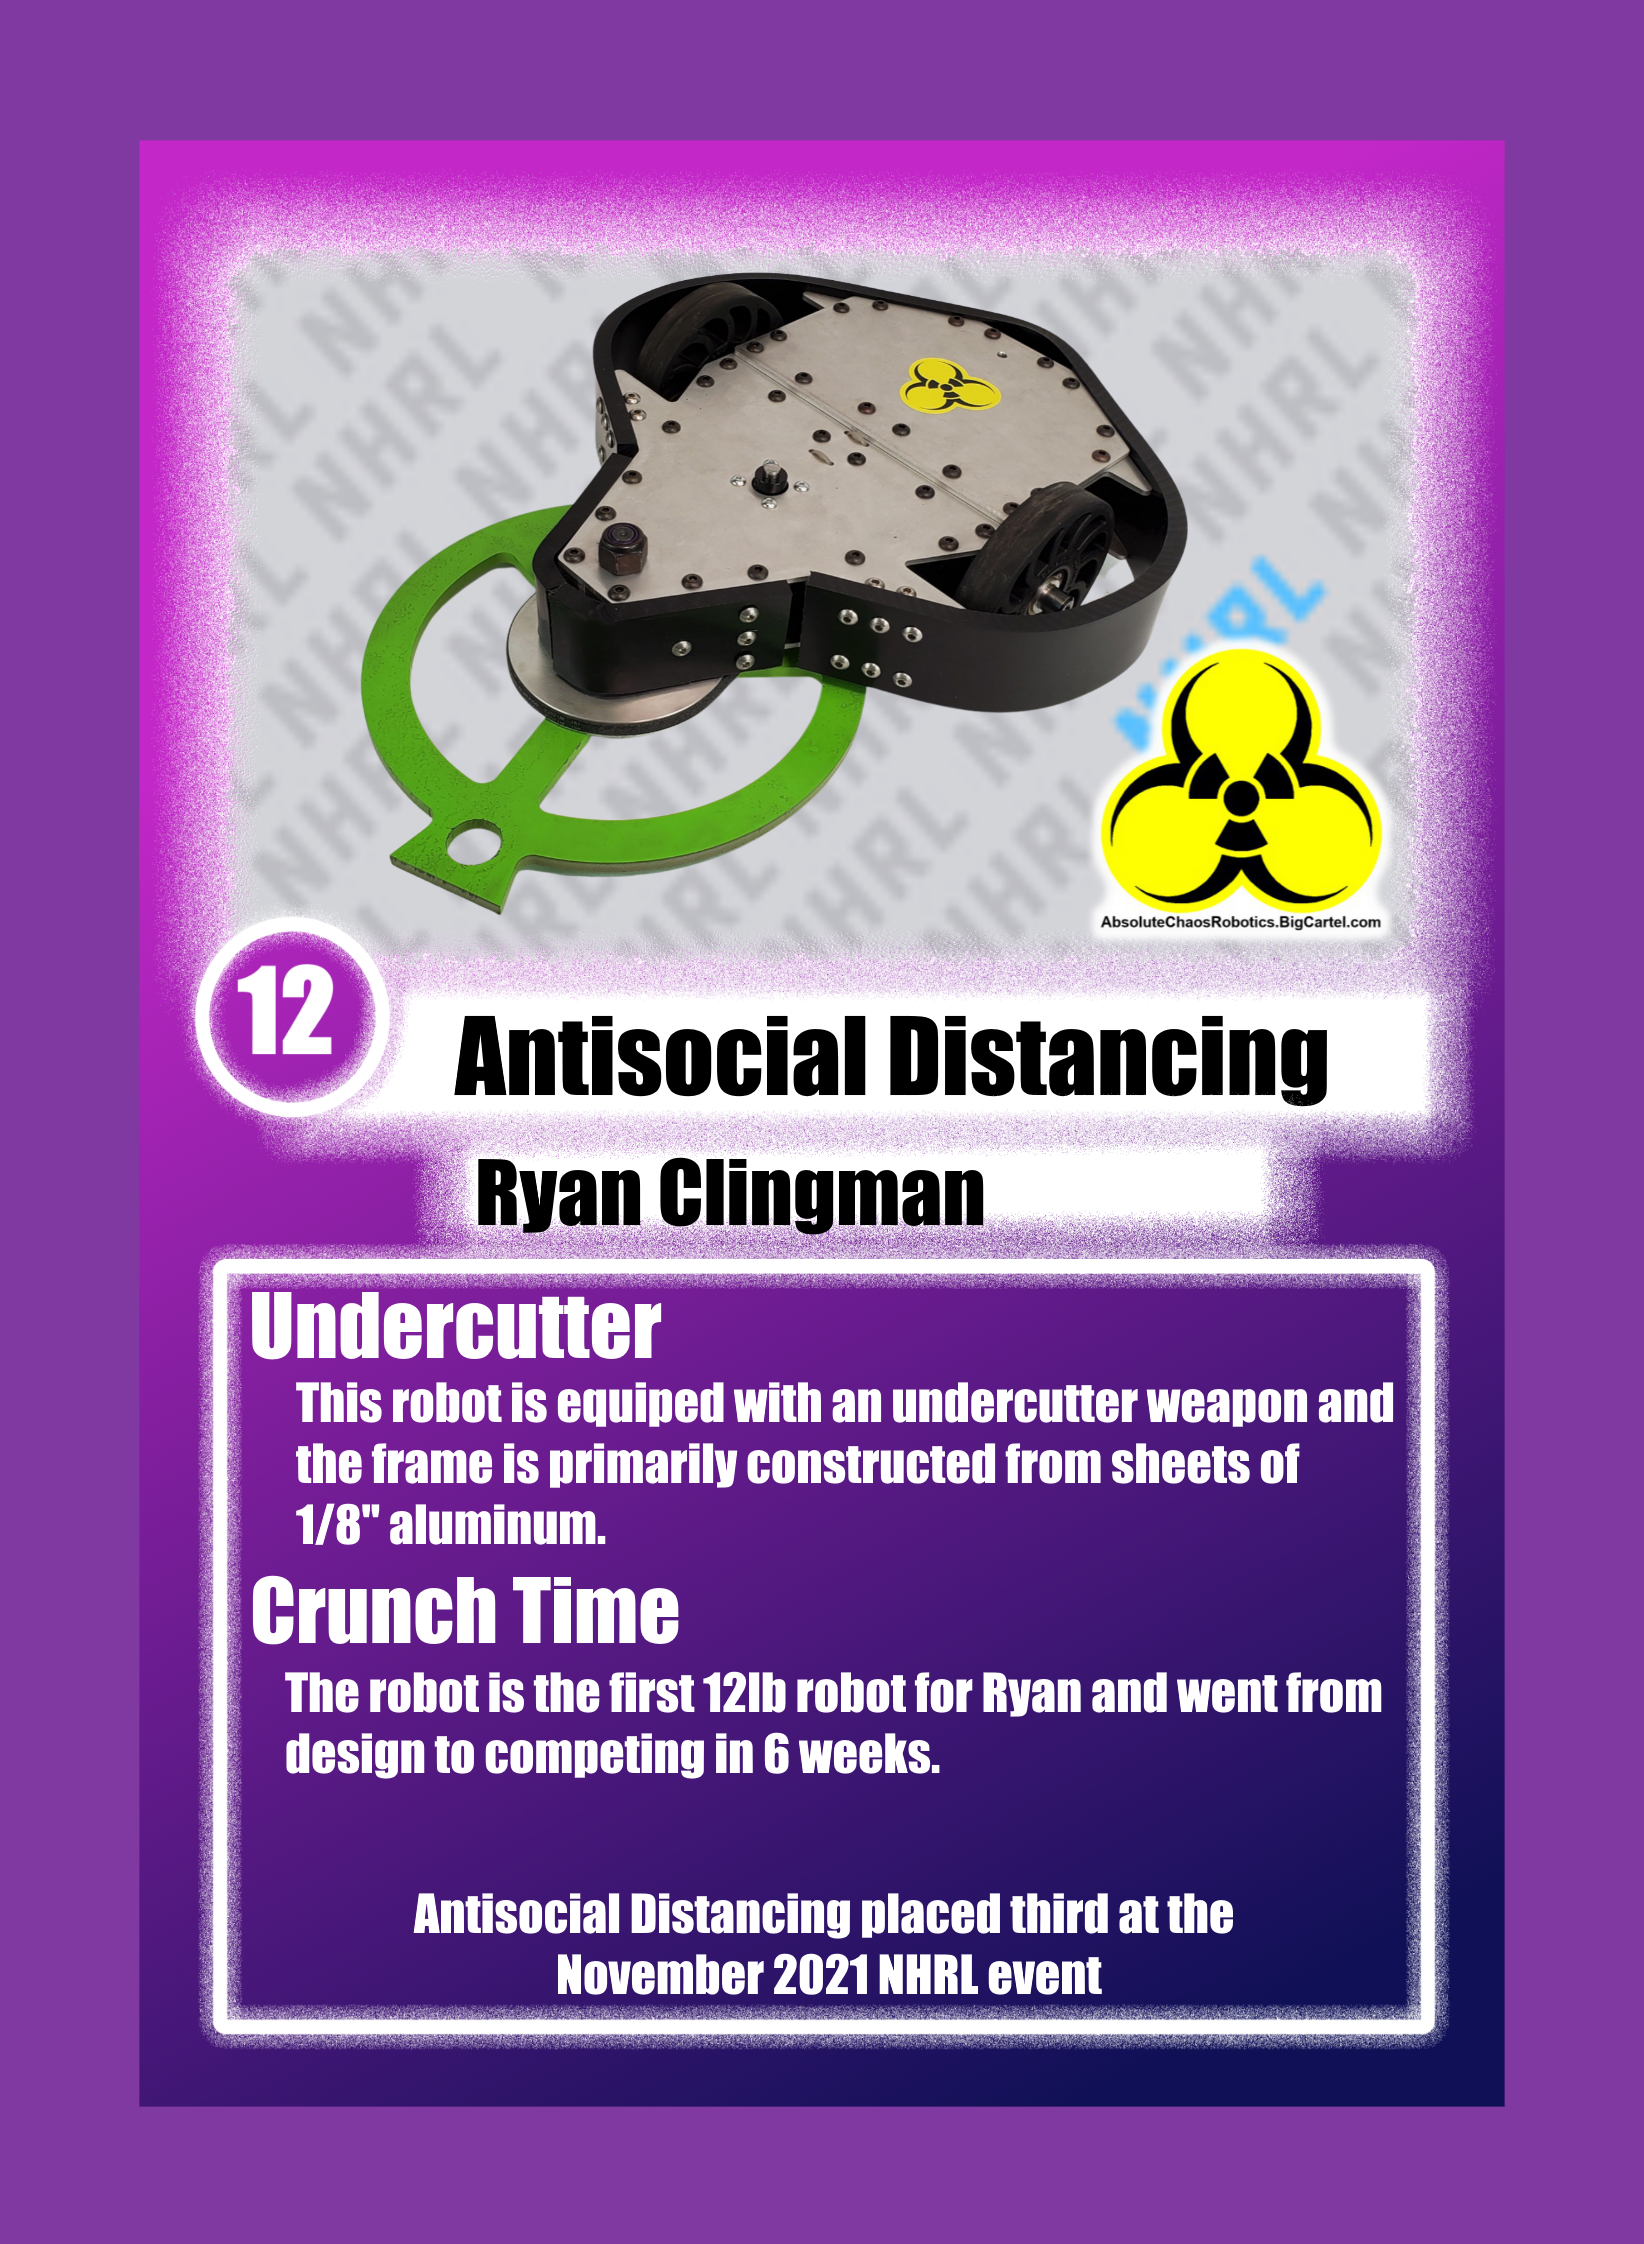 AbsoluteChaosRobotics.BigCartel.com
12
Antisocial Distancing
Ryan Clingman
Undercutter
This robot is equiped with an undercutter weapon and
the frame is primarily constructed from sheets of
1/8" aluminum.
Crunch Time
The robot is the first 12lb robot for Ryan and went from
design to competing in 6 weeks.
Antisocial Distancing placed third at the
November 2021 NHRL event